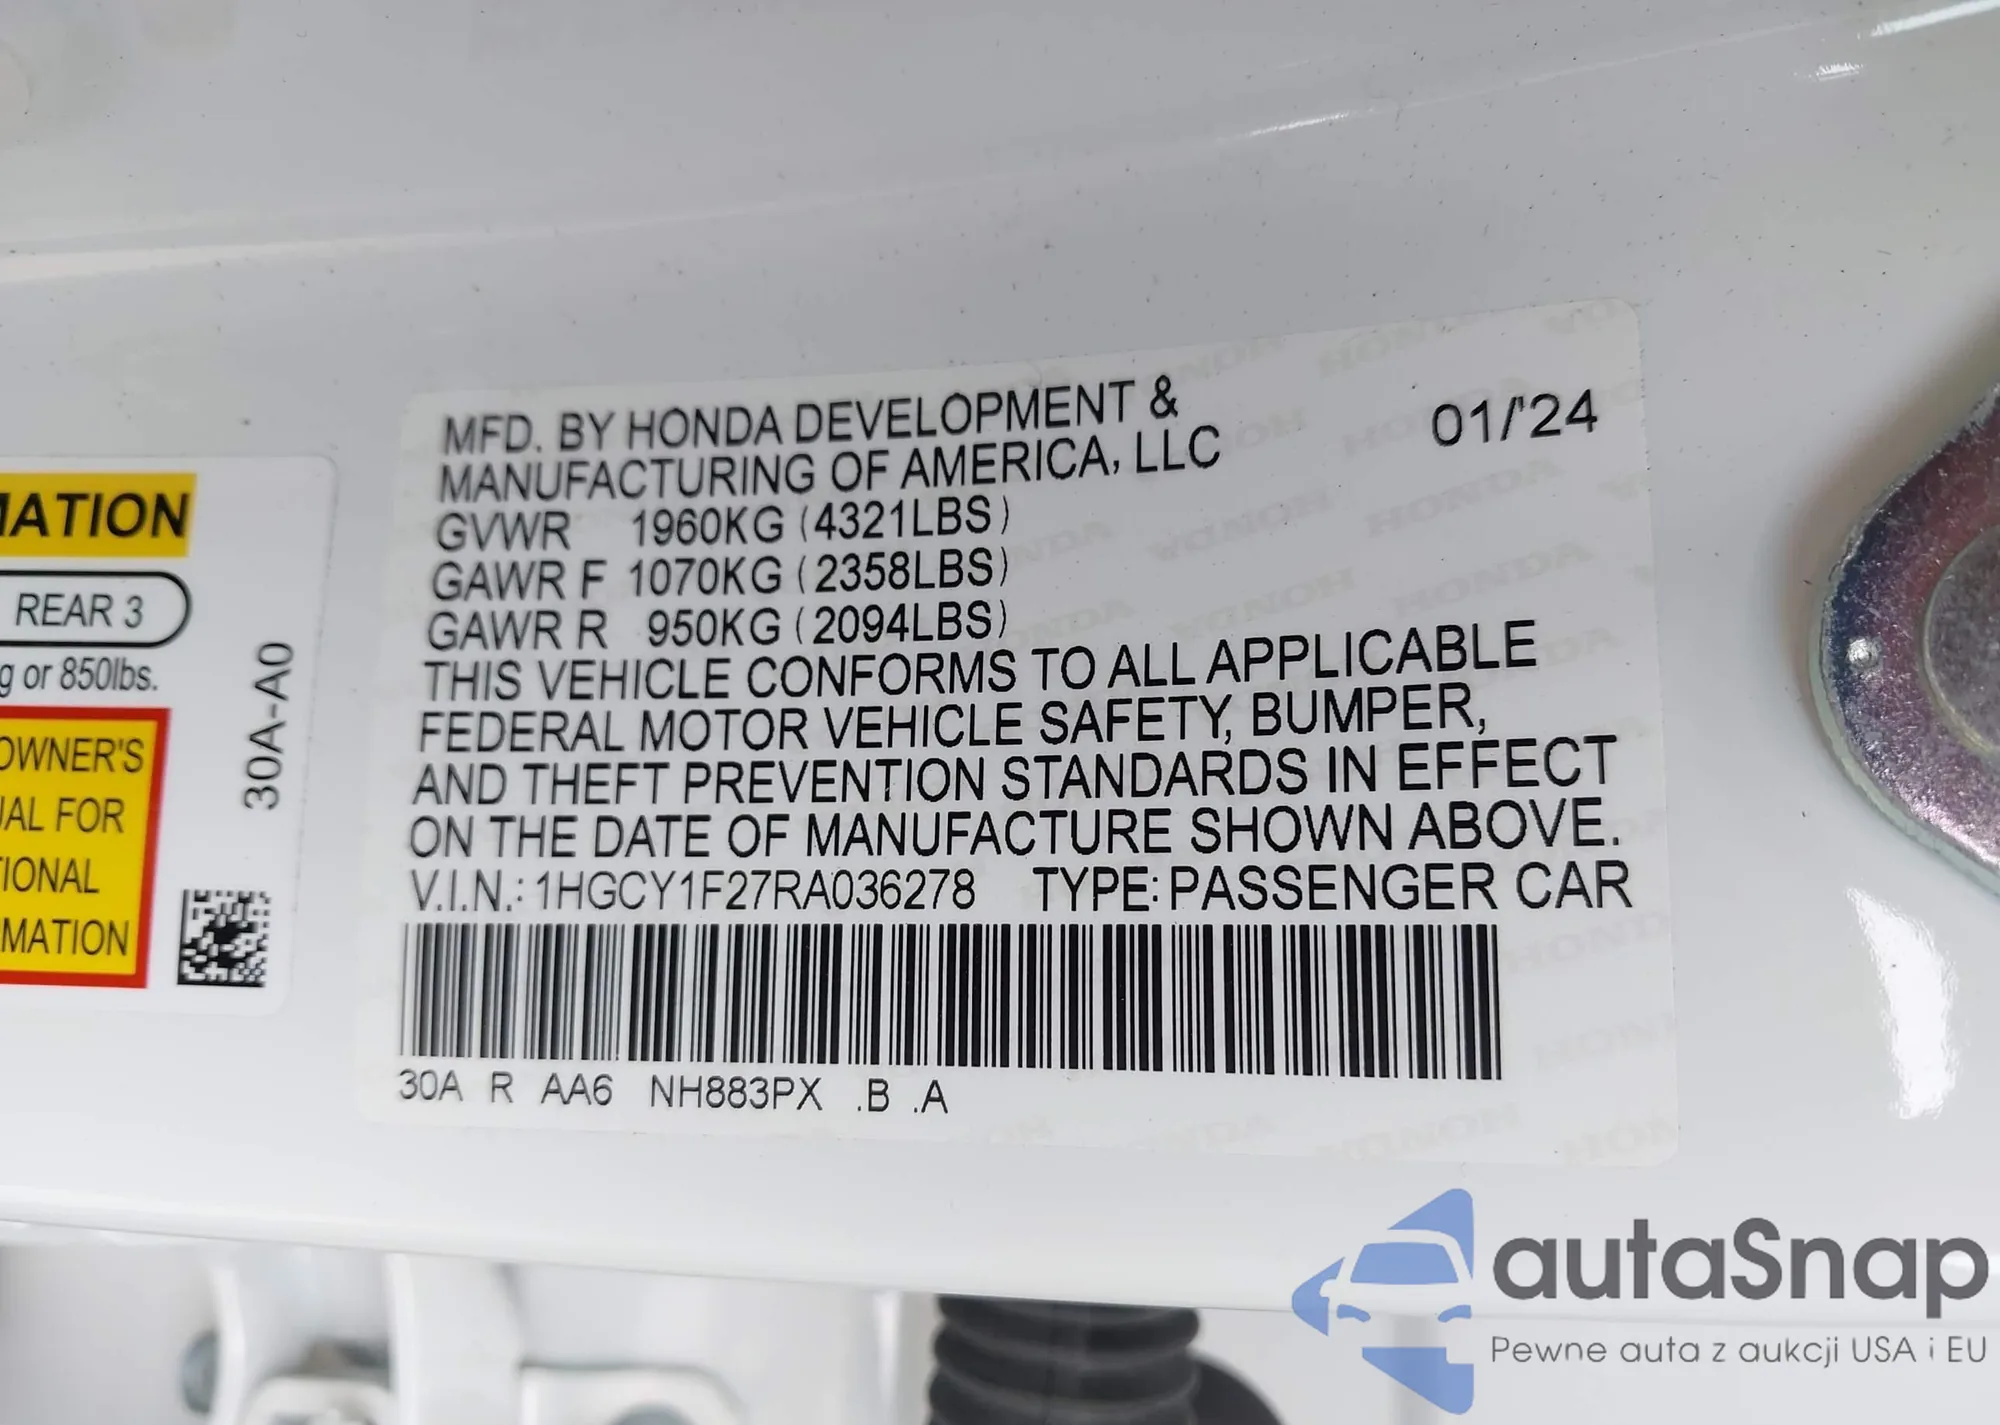 MFD. BY HONDA DEVELOPMENT &
MANUFACTURING OF AMERICA, LLC
01/'24
GVWR 1960KG (4321LBS)
GAWR F 1070KG (2358LBS)
GAWR R 950KG (2094LBS)
THIS VEHICLE CONFORMS TO ALL APPLICABLE
FEDERAL MOTOR VEHICLE SAFETY, BUMPER,
AND THEFT PREVENTION STANDARDS IN EFFECT
ON THE DATE OF MANUFACTURE SHOWN ABOVE.
V.I.N.: 1HGCY1F27RA036278 TYPE: PASSENGER CAR
30A R AA6 NH883PX .B .A
MATION
REAR 3
g or 850lbs.
OWNER'S
UAL FOR
TIONAL
MATION
30A-A0
HONDA
autaSnap
Pewne auta z aukcji USA i EU